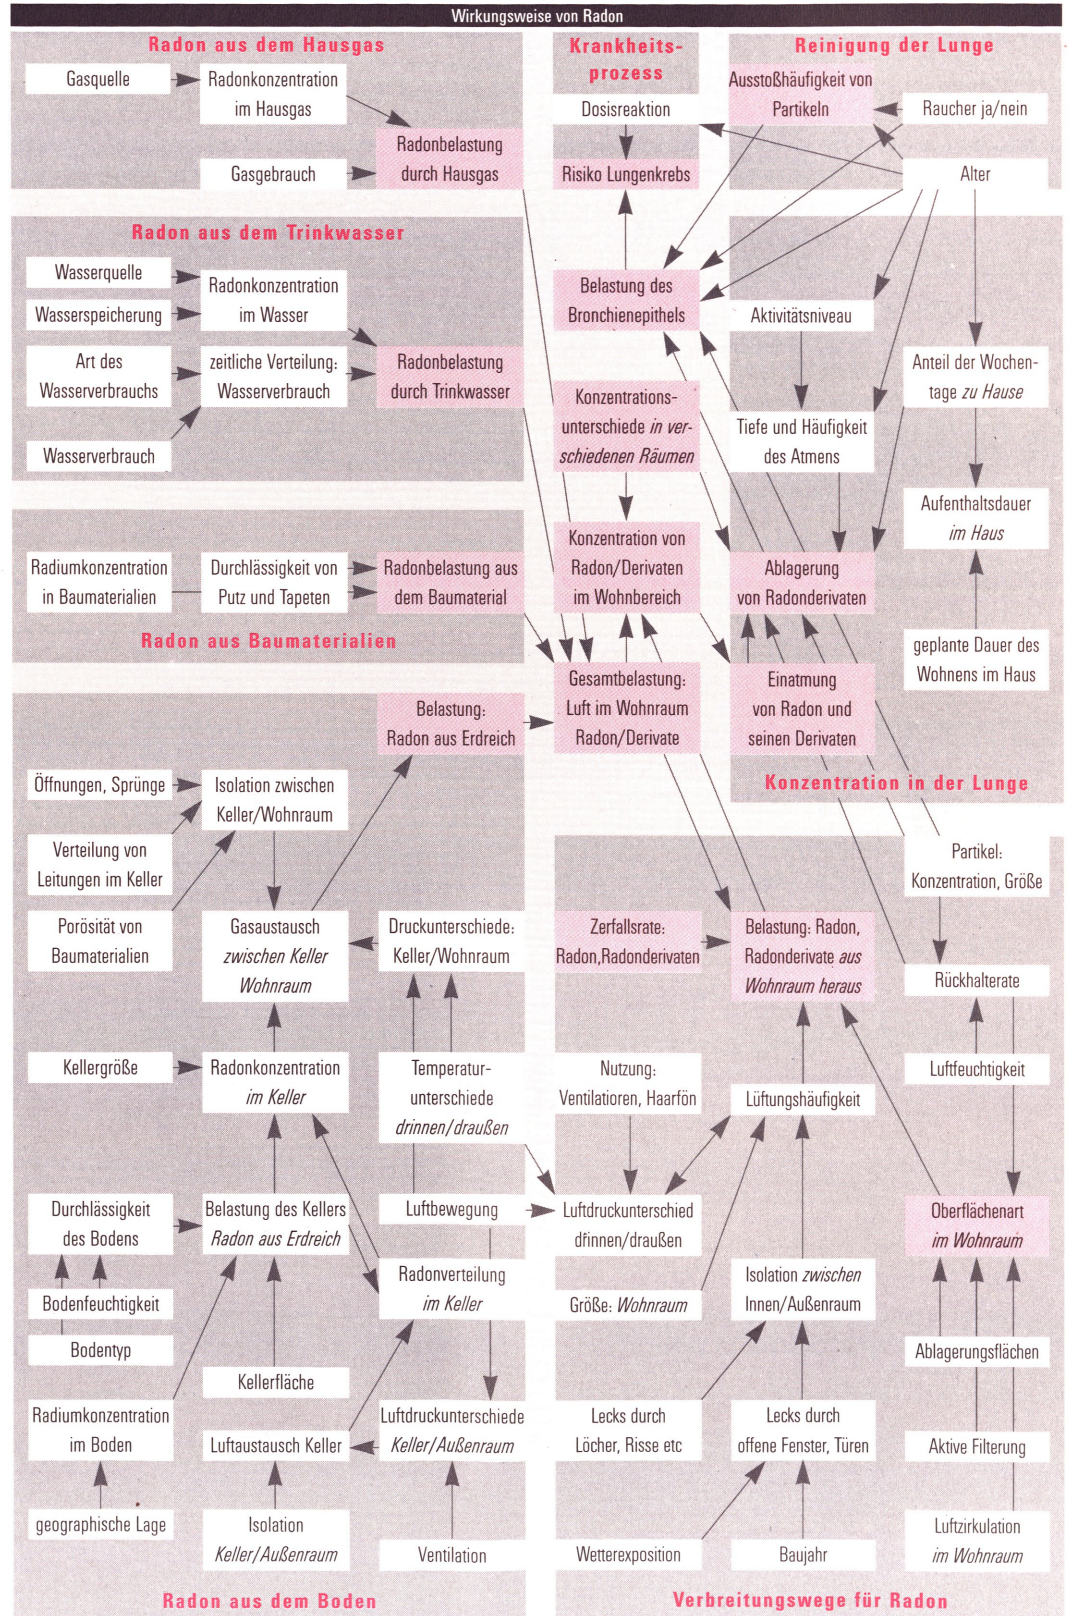 Wirkungsweise von Radon
Radon aus dem Hausgas
Gasquelle
Radonkonzentration
im Hausgas
Radonbelastung
durch Hausgas
Gasgebrauch
Krankheits-
prozess
Dosisreaktion
Risiko Lungenkrebs
Reinigung der Lunge
Ausstoßhäufigkeit von
Partikeln
Raucher ja/nein
Alter
Radon aus dem Trinkwasser
Wasserquelle
Wasserspeicherung
Radonkonzentration
im Wasser
Art des
Wasserverbrauchs
zeitliche Verteilung:
Wasserverbrauch
Radonbelastung
durch Trinkwasser
Wasserverbrauch
Belastung des
Bronchienepithels
Aktivitätsniveau
Konzentrations-
unterschiede in ver-
schiedenen Räumen
Tiefe und Häufigkeit
des Atmens
Anteil der Wochen-
tage zu Hause
Aufenthaltsdauer
im Haus
Radiumkonzentration
in Baumaterialien
Durchlässigkeit von
Putz und Tapeten
Radonbelastung aus
dem Baumaterial
Radon aus Baumaterialien
Konzentration von
Radon/Derivaten
im Wohnbereich
Ablagerung
von Radonderivaten
geplante Dauer des
Wohnens im Haus
Gesamtbelastung:
Luft im Wohnraum
Radon/Derivate
Einatmung
von Radon und
seinen Derivaten
Konzentration in der Lunge
Belastung:
Radon aus Erdreich
Öffnungen, Sprünge
Isolation zwischen
Keller/Wohnraum
Verteilung von
Leitungen im Keller
Pörösität von
Baumaterialien
Gasaustausch
zwischen Keller
Wohnraum
Druckunterschiede:
Keller/Wohnraum
Kellergröße
Radonkonzentration
im Keller
Temperatur-
unterschiede
drinnen/draußen
Durchlässigkeit
des Bodens
Belastung des Kellers
Radon aus Erdreich
Luftbewegung
Radonverteilung
im Keller
Bodenfeuchtigkeit
Bodentyp
Kellerfläche
Radiumkonzentration
im Boden
Luftaustausch Keller
Luftdruckunterschiede
Keller/Außenraum
geographische Lage
Isolation
Keller/Außenraum
Ventilation
Radon aus dem Boden
Partikel:
Konzentration, Größe
Zerfallsrate:
Radon,Radonderivaten
Belastung: Radon,
Radonderivate aus
Wohnraum heraus
Rückhalterate
Nutzung:
Ventilatioren, Haarfön
Lüftungshäufigkeit
Luftfeuchtigkeit
Luftdruckunterschied
drinnen/draußen
Oberflächenart
im Wohnraum
Größe: Wohnraum
Isolation zwischen
Innen/Außenraum
Ablagerungsflächen
Lecks durch
Löcher, Risse etc
Lecks durch
offene Fenster, Türen
Aktive Filterung
Wetterexposition
Baujahr
Luftzirkulation
im Wohnraum
Verbreitungswege für Radon